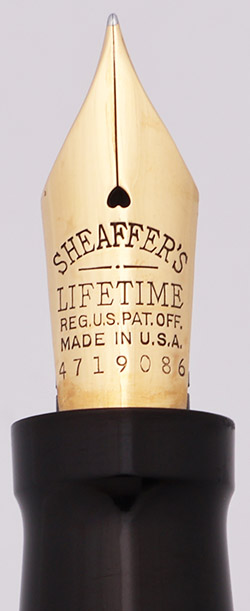 SHEAFFER'S
LIFETIME
REG.U.S.PAT.OFF.
MADE IN U.S.A.
4719086